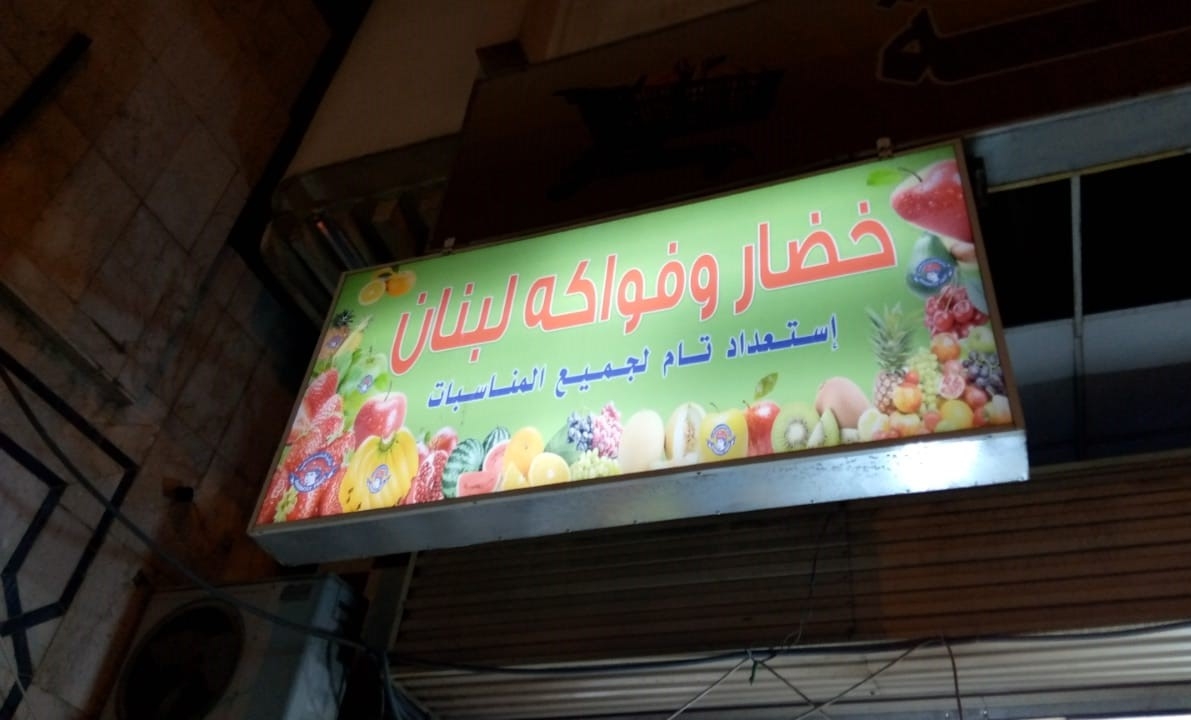 خضار وفواكه لبنان
إستعداد تام لجميع المناسبات